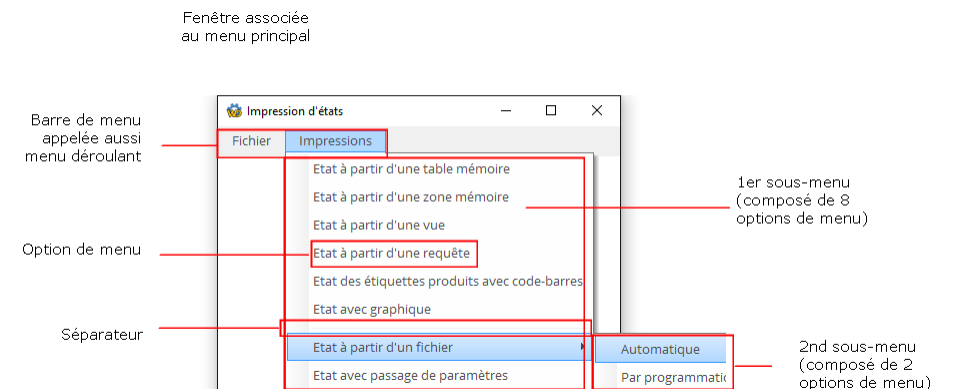 Fenêtre associée
au menu principal
Impression d'états
Barre de menu
appelée aussi
menu déroulant
Fichier
Impressions
Etat à partir d'une table mémoire
Etat à partir d'une zone mémoire
Etat à partir d'une vue
Etat à partir d'une requête
Etat des étiquettes produits avec code-barres
Etat avec graphique
Etat à partir d'un fichier
Etat avec passage de paramètres
1er sous-menu
(composé de 8
options de menu)
Option de menu
Séparateur
Automatique
Par programmatic
2nd sous-menu
(composé de 2
options de menu)